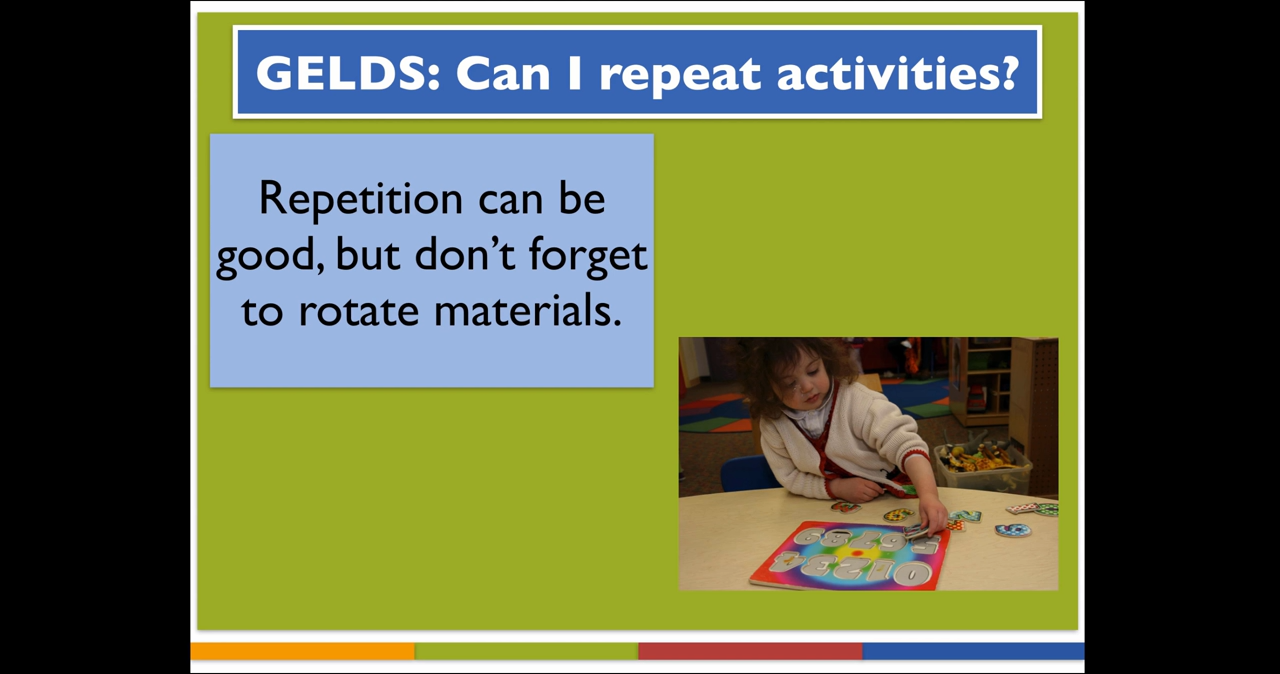 GELDS: Can I repeat activities?
Repetition can be
good, but don’t forget
to rotate materials.